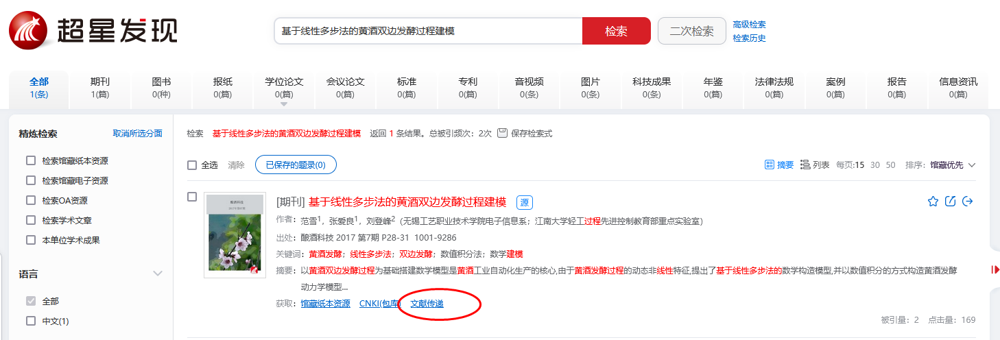 超星发现
基于线性多步法的黄酒双边发酵过程建模
检索
二次检索
高级检索
检索历史
全部 期刊 图书 报纸 学位论文 会议论文 标准 专利 音视频 图片 科技成果 年鉴 法律法规 案例 报告 信息资讯
1(条) 1(篇) 0(种) 0(篇) 0(篇) 0(篇) 0(篇) 0(篇) 0(条) 0(条) 0(条) 0(篇) 0(篇) 0(篇) 0(篇) 0(篇)
精炼检索 取消所选分面
检索馆藏纸本资源
检索馆藏电子资源
检索OA资源
检索学术文章
本单位学术成果
语言
全部
中文(1)
检索 基于线性多步法的黄酒双边发酵过程建模 返回 1 条结果。总被引频次：2次 保存检索式
全选 清除 已保存的题录(0) 摘要 列表 每页:15 30 50 排序：馆藏优先
[期刊] 基于线性多步法的黄酒双边发酵过程建模 源
作者：范雪1，张爱良1，刘登峰2（无锡工艺职业技术学院电子信息系；江南大学轻工过程先进控制教育部重点实验室）
出处：酿酒科技 2017 第7期 P28-31 1001-9286
关键词：黄酒发酵；线性多步法；双边发酵；数值积分法；数学建模
摘要：以黄酒双边发酵过程为基础搭建数学模型是黄酒工业自动化生产的核心,由于黄酒发酵过程的动态非线性特征,提出了基于线性多步法的数学构造模型,并以数值积分的方式构造黄酒发酵
动力学模型...
获取：馆藏纸本资源 CNKI(包库) 文献传递
被引量：2 点击量：169